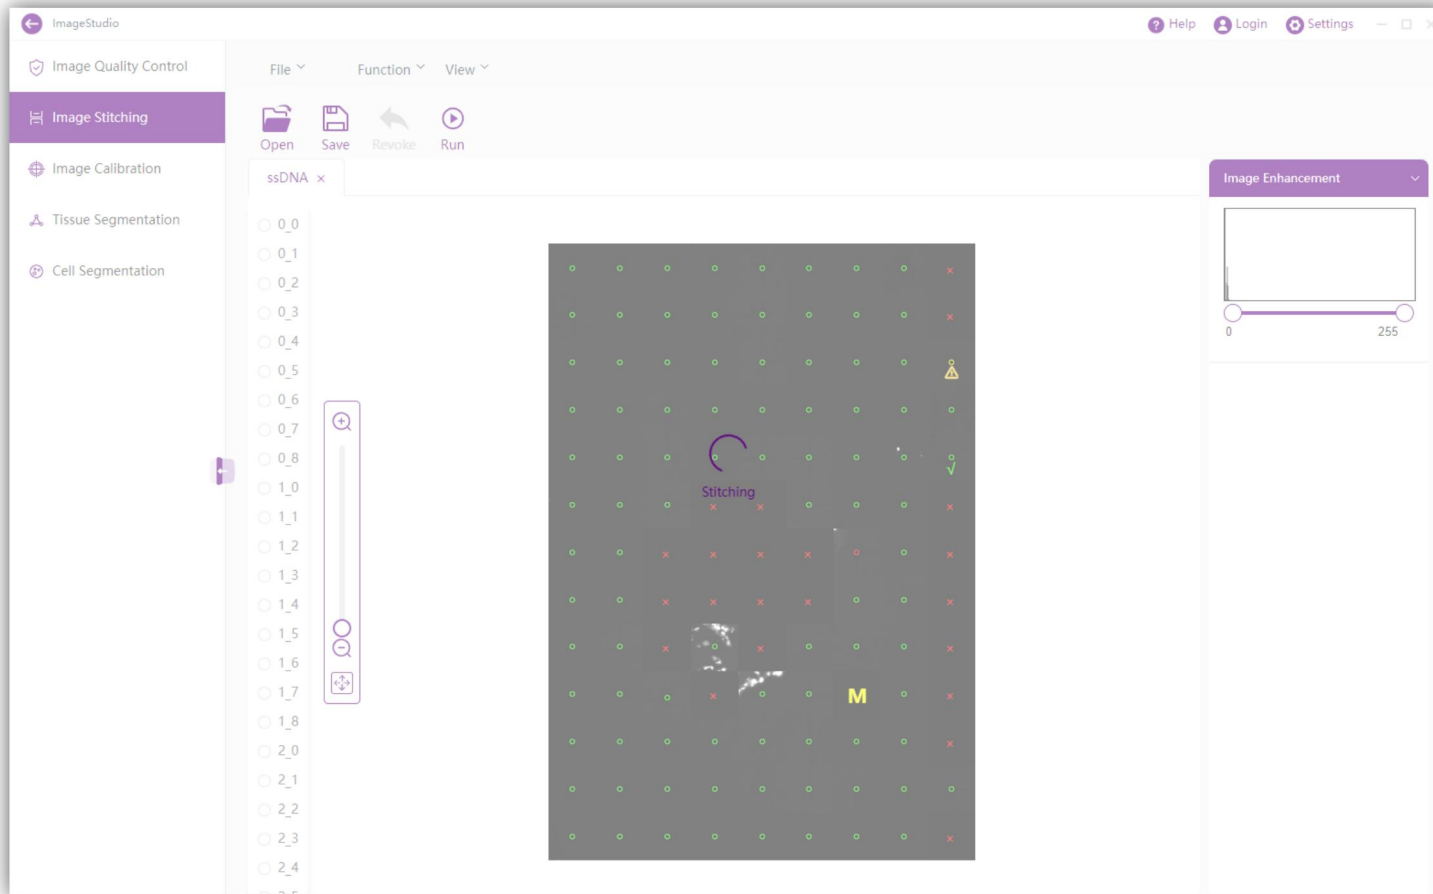 ImageStudio
Help Login Settings
Image Quality Control
Image Stitching
Image Calibration
Tissue Segmentation
Cell Segmentation
File Function View
Open Save Revoke Run
ssDNA ×
0_0
0_1
0_2
0_3
0_4
0_5
0_6
0_7
0_8
1_0
1_1
1_2
1_3
1_4
1_5
1_6
1_7
1_8
2_0
2_1
2_2
2_3
2_4
Stitching
M
Image Enhancement
0 255